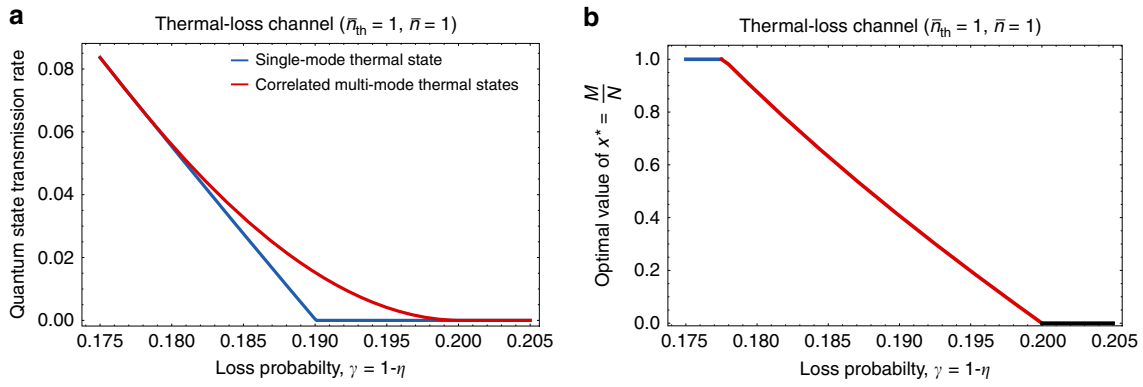 a
Thermal-loss channel (n̄th = 1, n̄ = 1)
Quantum state transmission rate
0.08
0.06
0.04
0.02
0.00
Single-mode thermal state
Correlated multi-mode thermal states
0.175 0.180 0.185 0.190 0.195 0.200 0.205
Loss probabilty, γ = 1-η
b
Thermal-loss channel (n̄th = 1, n̄ = 1)
Optimal value of x* = M/N
1.0
0.8
0.6
0.4
0.2
0.0
0.175 0.180 0.185 0.190 0.195 0.200 0.205
Loss probabilty, γ = 1-η